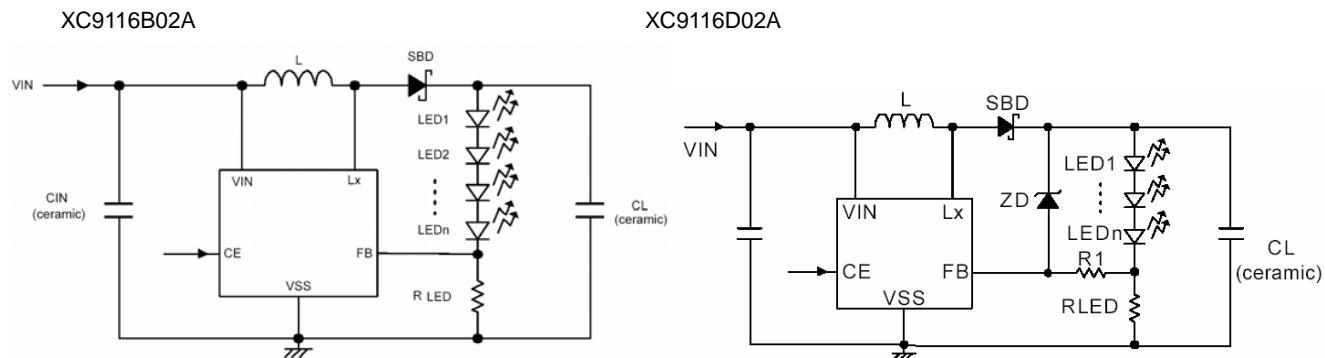 XC9116B02A
L
SBD
VIN
LED1
LED2
LEDn
VIN
Lx
CIN
(ceramic)
CL
(ceramic)
CE
FB
VSS
R LED
XC9116D02A
L
SBD
VIN
LED1
ZD
LEDn
VIN
Lx
R1
CE
FB
CL
(ceramic)
VSS
RLED